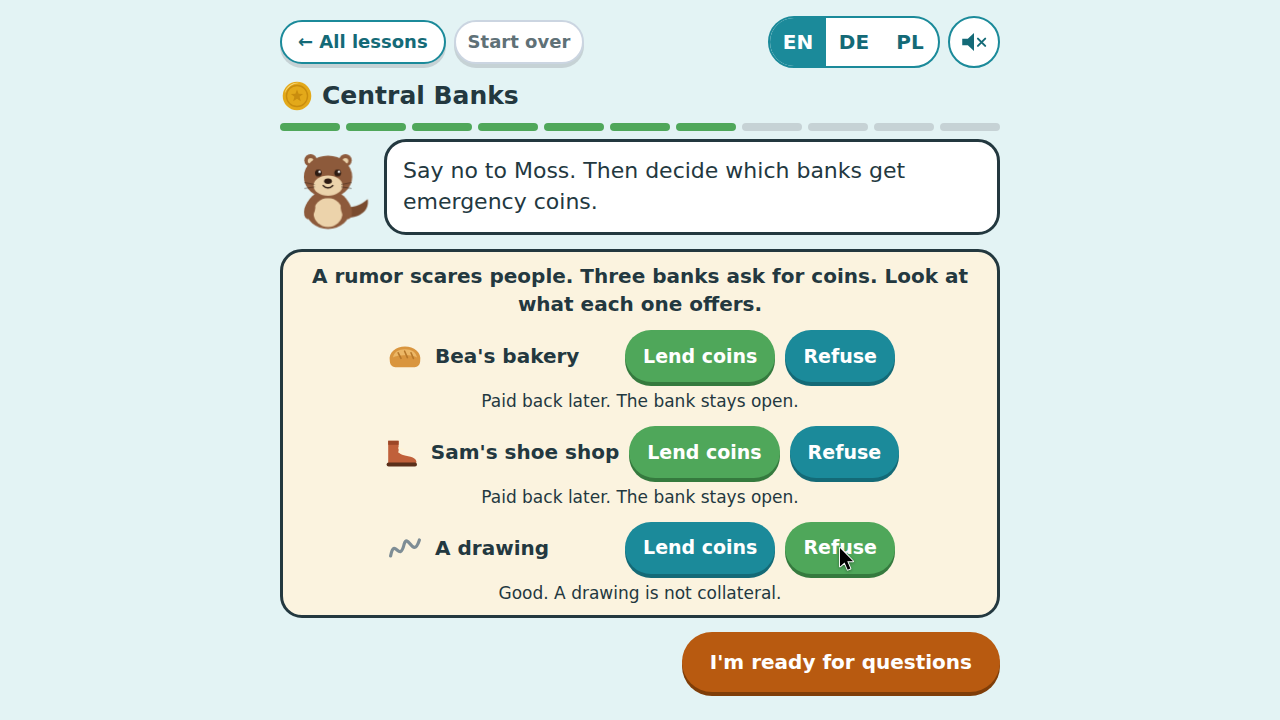 ← All lessons
Start over
EN DE PL
Central Banks
Say no to Moss. Then decide which banks get
emergency coins.
A rumor scares people. Three banks ask for coins. Look at
what each one offers.
Bea's bakery Lend coins Refuse
Paid back later. The bank stays open.
Sam's shoe shop Lend coins Refuse
Paid back later. The bank stays open.
A drawing Lend coins Refuse
Good. A drawing is not collateral.
I'm ready for questions